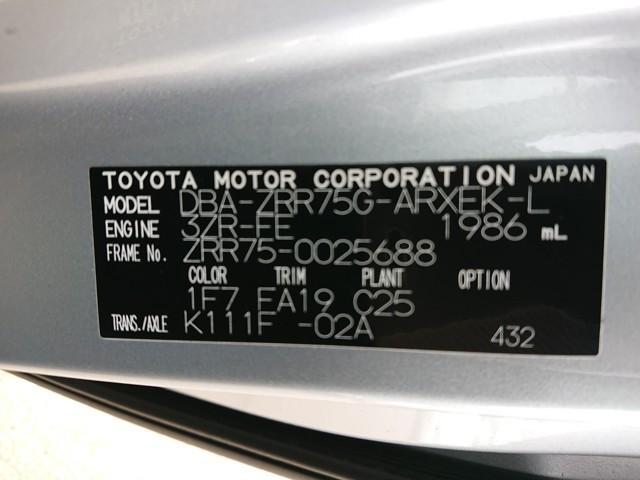 TOYOTA MOTOR CORPORATION JAPAN
MODEL DBA-ZRR75G-ARXEK-L
ENGINE 3ZR-FE 1986 mL
FRAME No. ZRR75-0025688
COLOR TRIM PLANT OPTION
1F7 FA19 C25
TRANS./AXLE K111F -02A
432